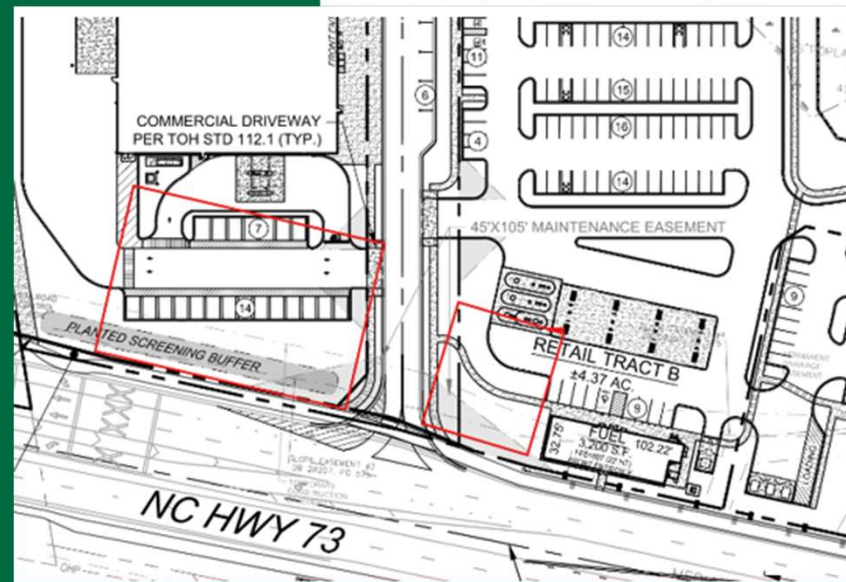 14
11
15
6
COMMERCIAL DRIVEWAY
PER TOH STD 112.1 (TYP.)
16
4
14
7
45'X105' MAINTENANCE EASEMENT
14
9
PLANTED SCREENING BUFFER
RETAIL TRACT B
±4.37 AC.
9
FUEL
102.22'
3,200 S.F.
32.75'
LOADING
NC HWY 73
OHP